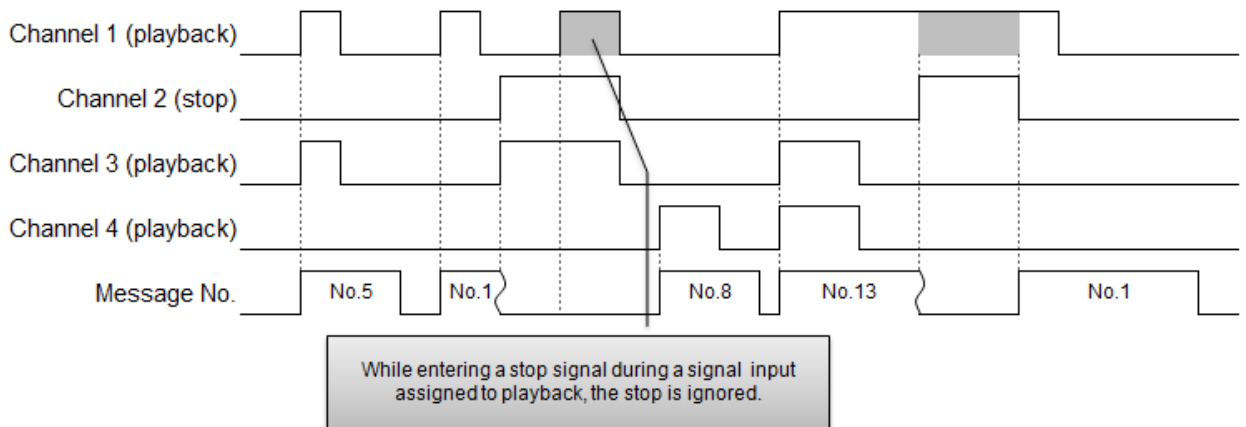 Channel 1 (playback)
Channel 2 (stop)
Channel 3 (playback)
Channel 4 (playback)
Message No.
No.5
No.1
No.8
No.13
No.1
While entering a stop signal during a signal input
assigned to playback, the stop is ignored.